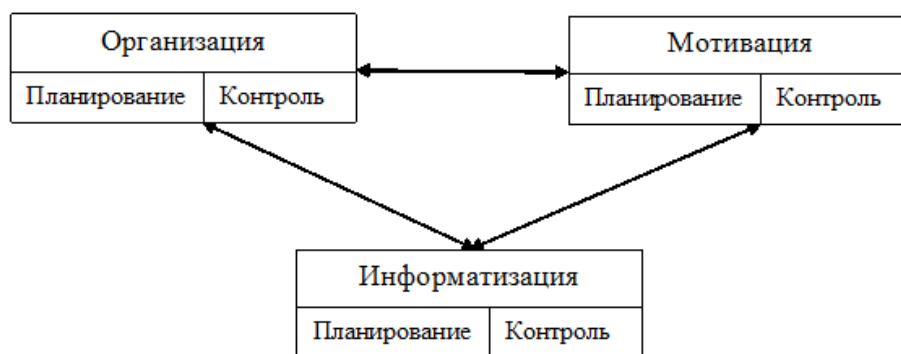 Организация
Планирование Контроль
Мотивация
Планирование Контроль
Информатизация
Планирование Контроль